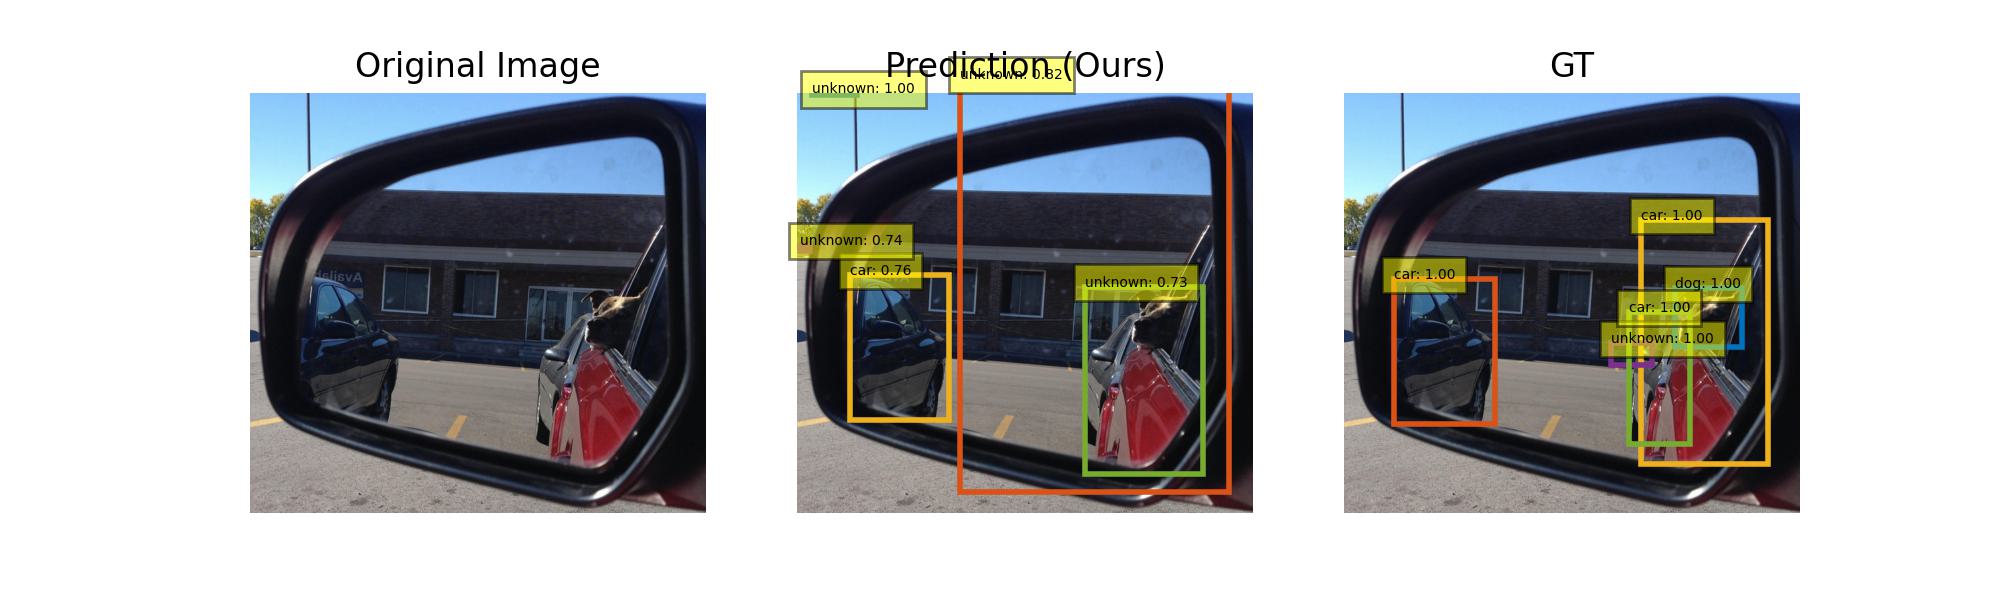 Original Image
Prediction (Ours)
GT
unknown: 0.82
unknown: 1.00
unknown: 0.74
car: 0.76
unknown: 0.73
car: 1.00
car: 1.00
dog: 1.00
car: 1.00
unknown: 1.00